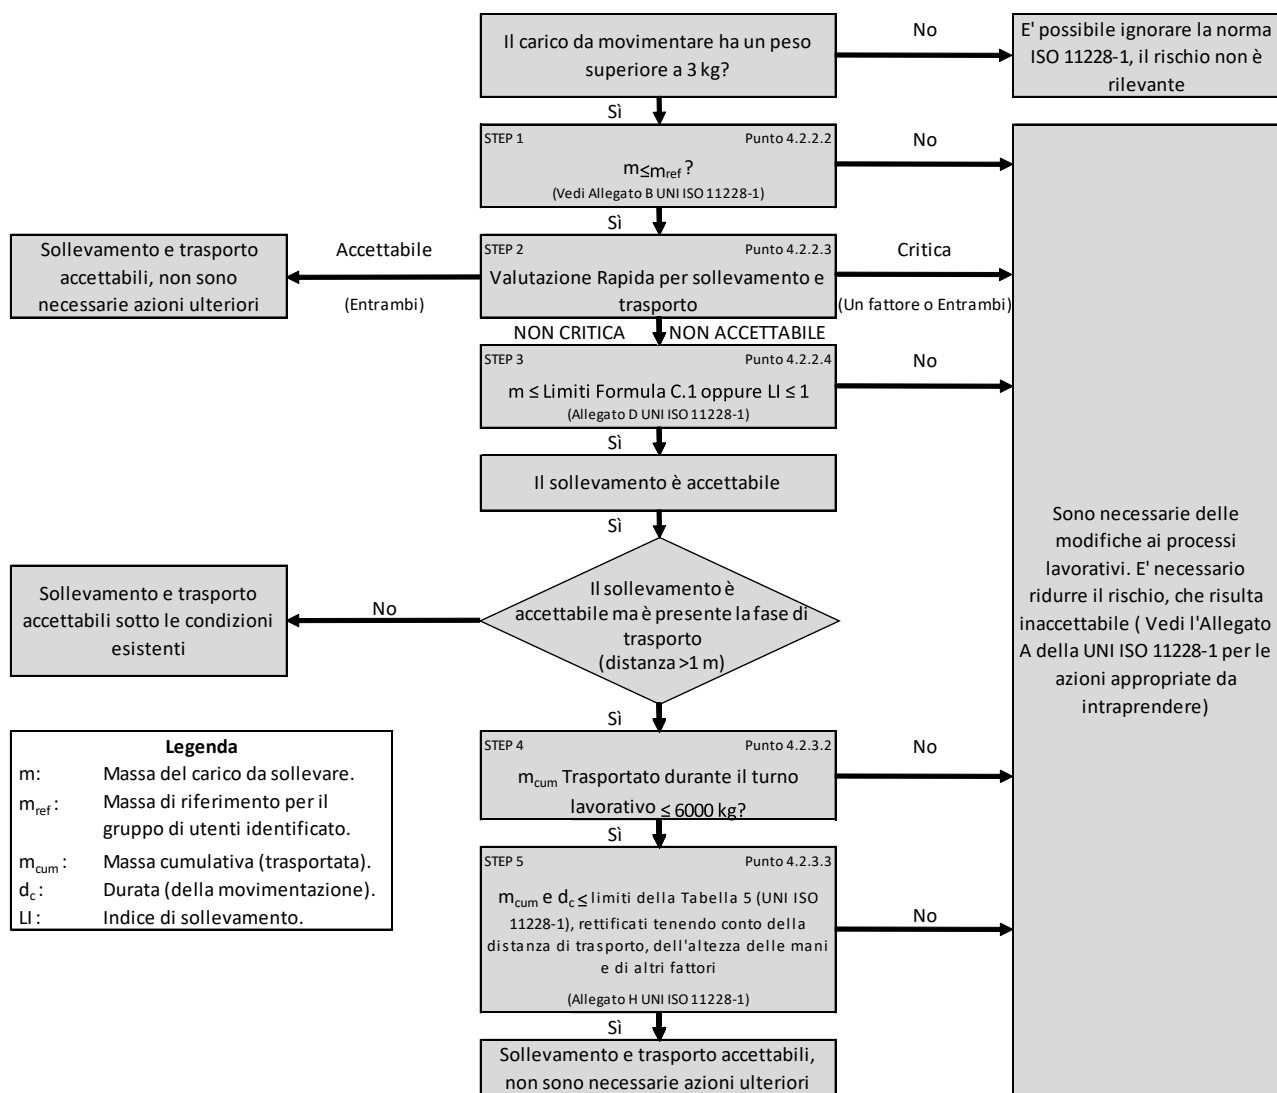 Il carico da movimentare ha un peso
superiore a 3 kg?
No
E' possibile ignorare la norma
ISO 11228-1, il rischio non è
rilevante
Sì
STEP 1 Punto 4.2.2.2
m≤mref ?
(Vedi Allegato B UNI ISO 11228-1)
No
Sì
Sollevamento e trasporto
accettabili, non sono
necessarie azioni ulteriori
Accettabile
(Entrambi)
STEP 2 Punto 4.2.2.3
Valutazione Rapida per sollevamento e
trasporto
Critica
(Un fattore o Entrambi)
NON CRITICA NON ACCETTABILE
STEP 3 Punto 4.2.2.4
m ≤ Limiti Formula C.1 oppure LI ≤ 1
(Allegato D UNI ISO 11228-1)
No
Sì
Il sollevamento è accettabile
Sì
Il sollevamento è
accettabile ma è presente la fase di
trasporto
(distanza >1 m)
No
Sollevamento e trasporto
accettabili sotto le condizioni
esistenti
Sono necessarie delle
modifiche ai processi
lavorativi. E' necessario
ridurre il rischio, che risulta
inaccettabile ( Vedi l'Allegato
A della UNI ISO 11228-1 per le
azioni appropriate da
intraprendere)
Sì
STEP 4 Punto 4.2.3.2
mcum Trasportato durante il turno
lavorativo ≤ 6000 kg?
No
Sì
STEP 5 Punto 4.2.3.3
mcum e dc ≤ limiti della Tabella 5 (UNI ISO
11228-1), rettificati tenendo conto della
distanza di trasporto, dell'altezza delle mani
e di altri fattori
(Allegato H UNI ISO 11228-1)
No
Sì
Sollevamento e trasporto accettabili,
non sono necessarie azioni ulteriori
Legenda
m: Massa del carico da sollevare.
mref : Massa di riferimento per il
gruppo di utenti identificato.
mcum : Massa cumulativa (trasportata).
dc : Durata (della movimentazione).
LI : Indice di sollevamento.